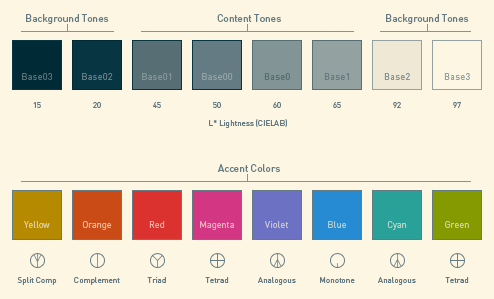 Background Tones Content Tones Background Tones
Base03 Base02 Base01 Base00 Base0 Base1 Base2 Base3
15 20 45 50 60 65 92 97
L* Lightness (CIELAB)
Accent Colors
Yellow Orange Red Magenta Violet Blue Cyan Green
Split Comp Complement Triad Tetrad Analogous Monotone Analogous Tetrad